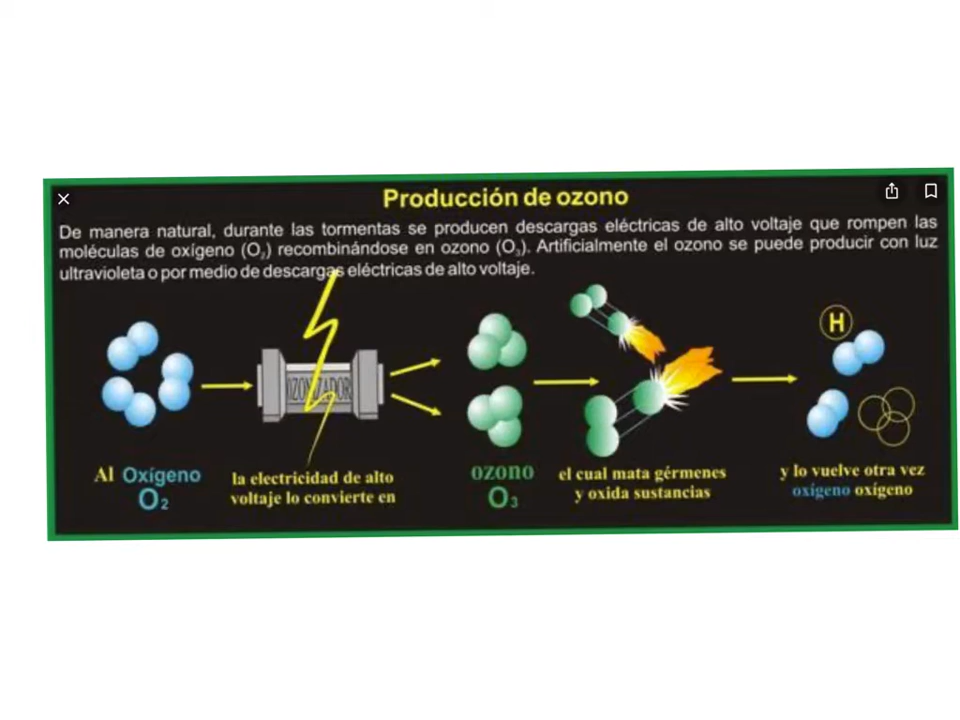 Producción de ozono
De manera natural, durante las tormentas se producen descargas eléctricas de alto voltaje que rompen las
moléculas de oxígeno (O₂) recombinándose en ozono (O₃). Artificialmente el ozono se puede producir con luz
ultravioleta o por medio de descargas eléctricas de alto voltaje.
H
OZONIZADOR
Al Oxígeno
O₂
la electricidad de alto
voltaje lo convierte en
ozono
O₃
el cual mata gérmenes
y oxida sustancias
y lo vuelve otra vez
oxígeno oxígeno